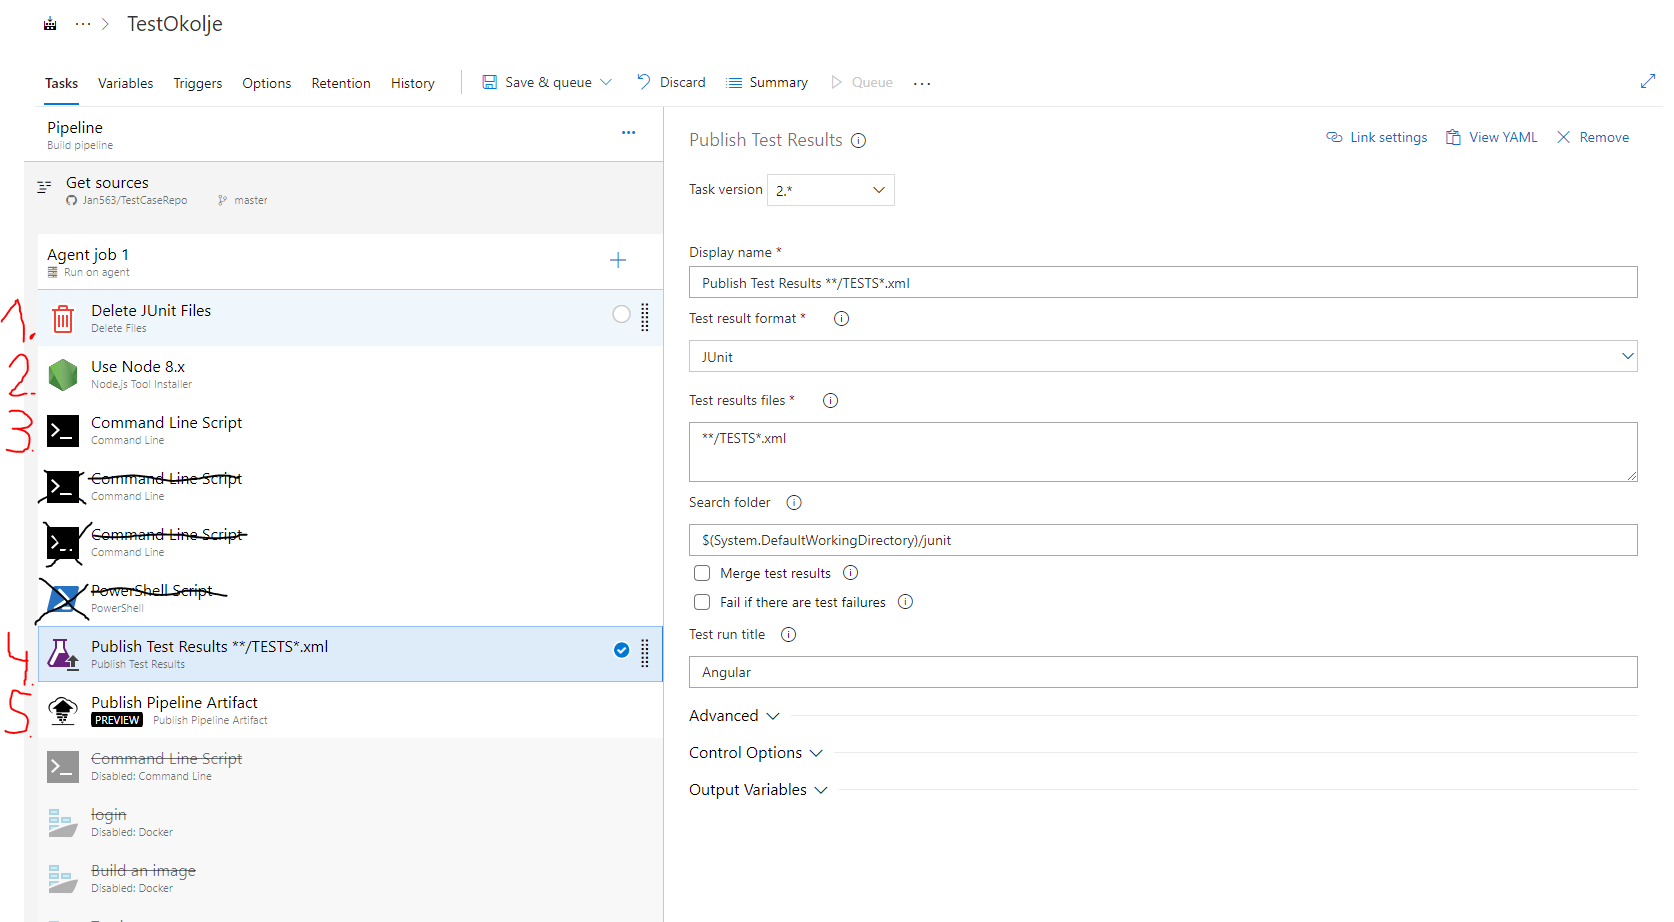 ··· > TestOkolje
Tasks Variables Triggers Options Retention History Save & queue Discard Summary Queue ...
Pipeline ...
Build pipeline
Get sources
Jan563/TestCaseRepo master
Agent job 1
Run on agent
1. Delete JUnit Files
Delete Files
2. Use Node 8.x
Node.js Tool Installer
3. Command Line Script
Command Line
Command Line Script
Command Line
Command Line Script
Command Line
PowerShell Script
PowerShell
4. Publish Test Results **/TESTS*.xml
Publish Test Results
5. Publish Pipeline Artifact
PREVIEW Publish Pipeline Artifact
Command Line Script
Disabled: Command Line
login
Disabled: Docker
Build an image
Disabled: Docker
Publish Test Results Link settings View YAML Remove
Task version 2.*
Display name *
Publish Test Results **/TESTS*.xml
Test result format *
JUnit
Test results files *
**/TESTS*.xml
Search folder
$(System.DefaultWorkingDirectory)/junit
Merge test results
Fail if there are test failures
Test run title
Angular
Advanced
Control Options
Output Variables